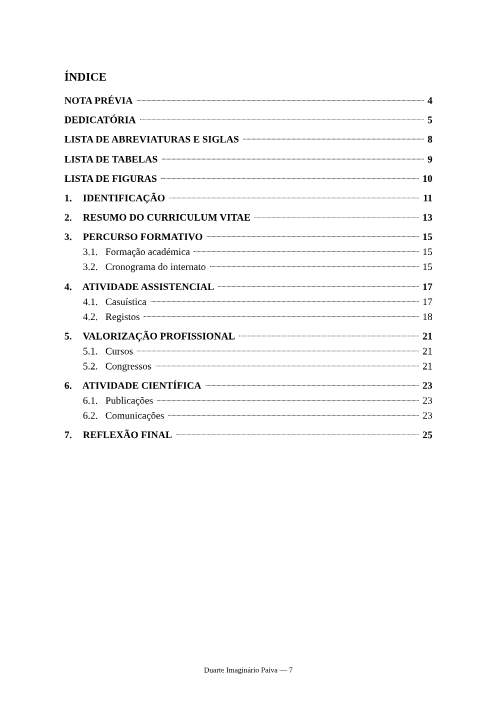 ÍNDICE
NOTA PRÉVIA 4
DEDICATÓRIA 5
LISTA DE ABREVIATURAS E SIGLAS 8
LISTA DE TABELAS 9
LISTA DE FIGURAS 10
1. IDENTIFICAÇÃO 11
2. RESUMO DO CURRICULUM VITAE 13
3. PERCURSO FORMATIVO 15
3.1. Formação académica 15
3.2. Cronograma do internato 15
4. ATIVIDADE ASSISTENCIAL 17
4.1. Casuística 17
4.2. Registos 18
5. VALORIZAÇÃO PROFISSIONAL 21
5.1. Cursos 21
5.2. Congressos 21
6. ATIVIDADE CIENTÍFICA 23
6.1. Publicações 23
6.2. Comunicações 23
7. REFLEXÃO FINAL 25
Duarte Imaginário Paiva — 7